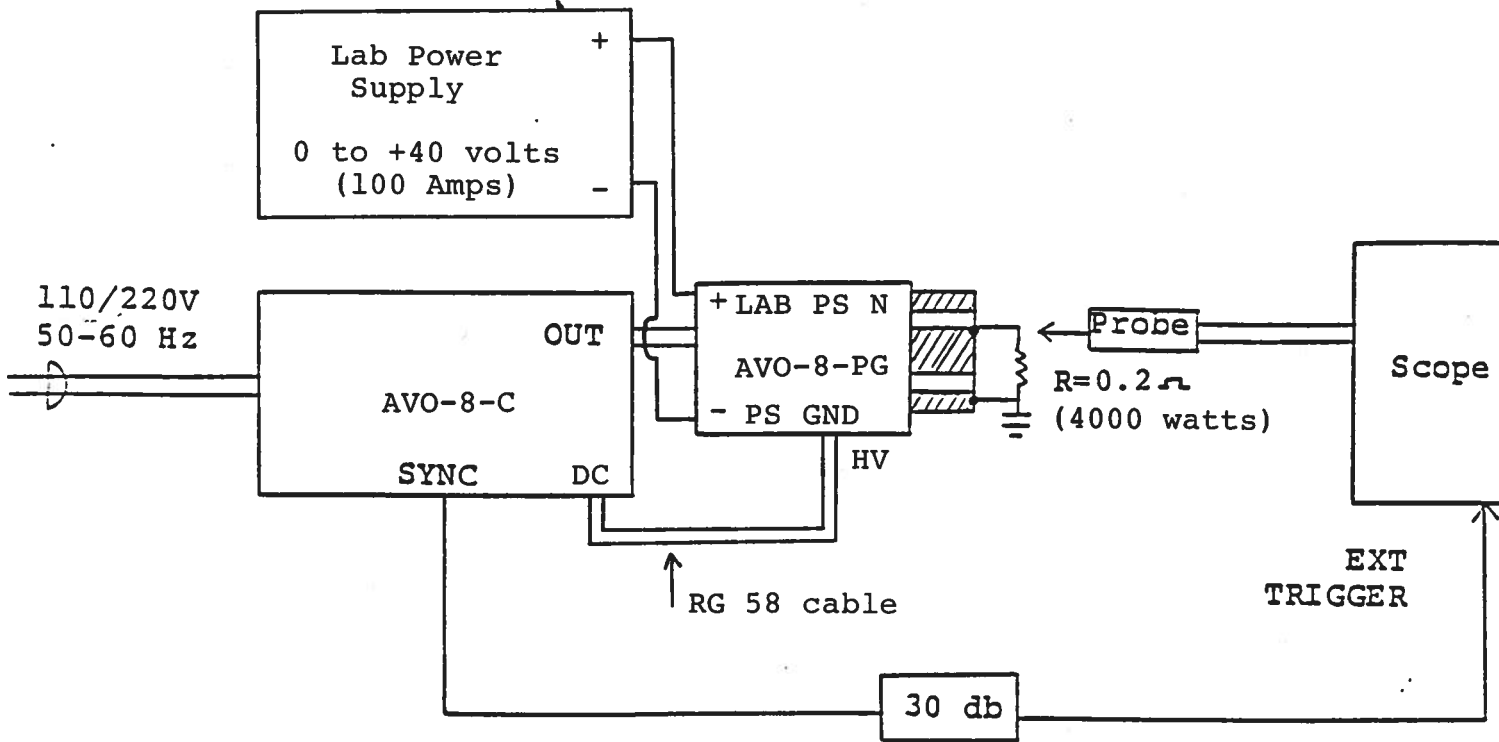 Lab Power
Supply
+
0 to +40 volts
(100 Amps)
-
110/220V
50-60 Hz
OUT
AVO-8-C
SYNC
DC
+ LAB PS N
AVO-8-PG
- PS GND
HV
Probe
R=0.2Ω
(4000 watts)
Scope
RG 58 cable
EXT
TRIGGER
30 db